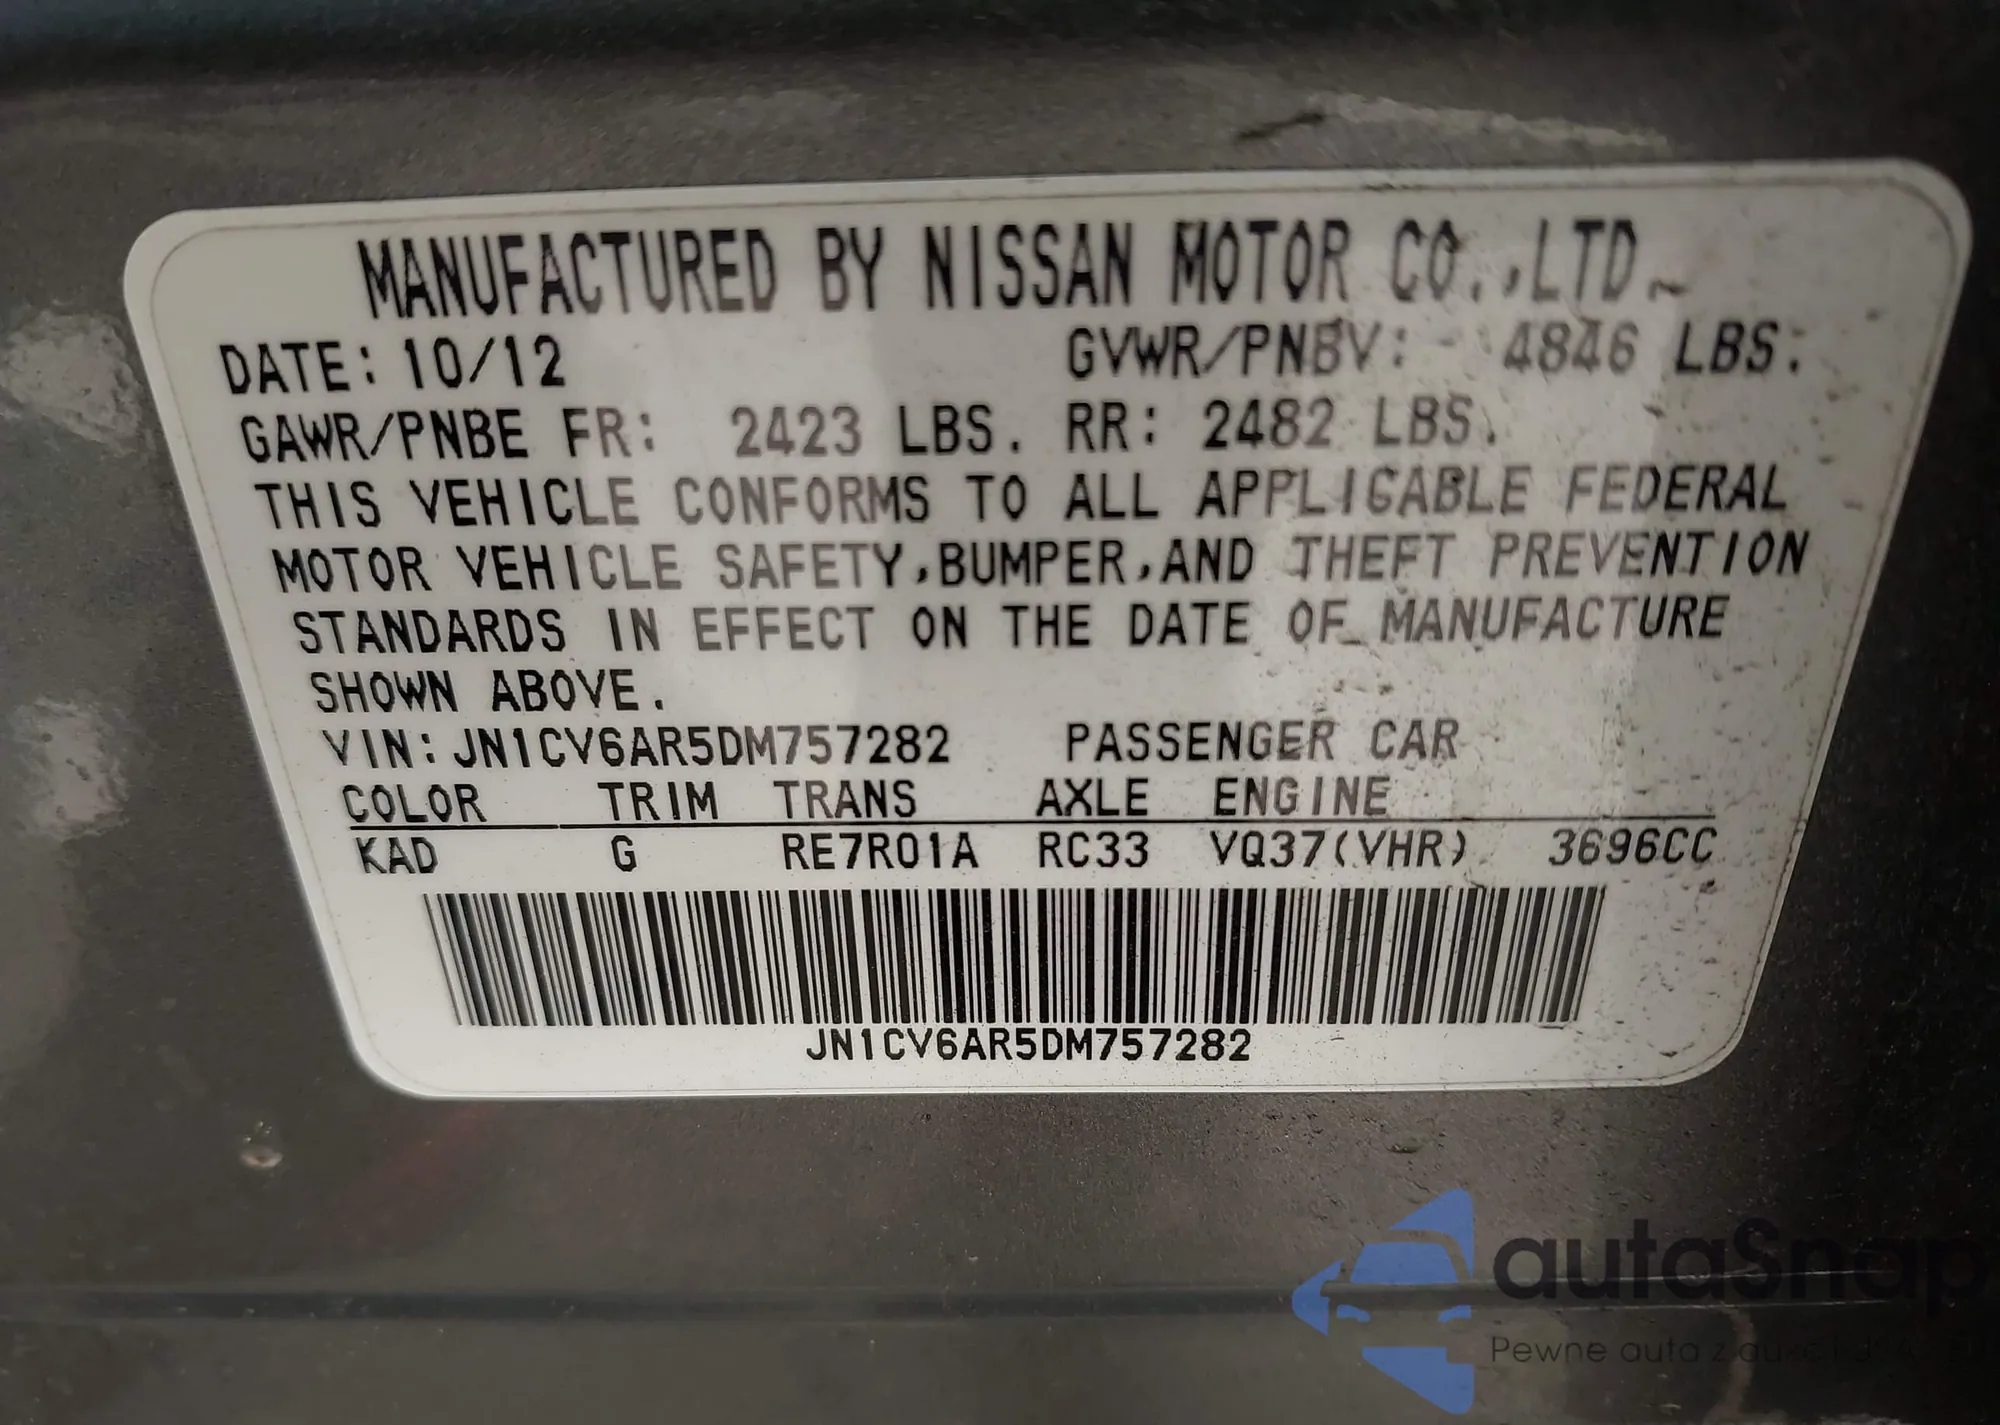 MANUFACTURED BY NISSAN MOTOR CO.,LTD.
DATE: 10/12 GVWR/PNBV: 4846 LBS.
GAWR/PNBE FR: 2423 LBS. RR: 2482 LBS.
THIS VEHICLE CONFORMS TO ALL APPLICABLE FEDERAL
MOTOR VEHICLE SAFETY,BUMPER,AND THEFT PREVENTION
STANDARDS IN EFFECT ON THE DATE OF MANUFACTURE
SHOWN ABOVE.
VIN: JN1CV6AR5DM757282 PASSENGER CAR
COLOR TRIM TRANS AXLE ENGINE
KAD G RE7R01A RC33 VQ37(VHR) 3696CC
JN1CV6AR5DM757282
autaSnap
Pewne auta z